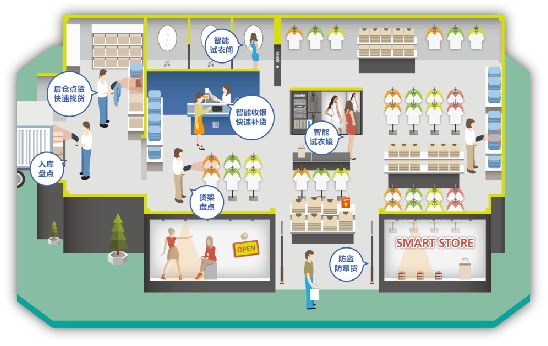 智能
试衣间
后仓点货
快速找货
智能收银
快速补货
智能
试衣镜
入库
盘点
货架
盘点
OPEN
防盗
防窜货
SMART STORE